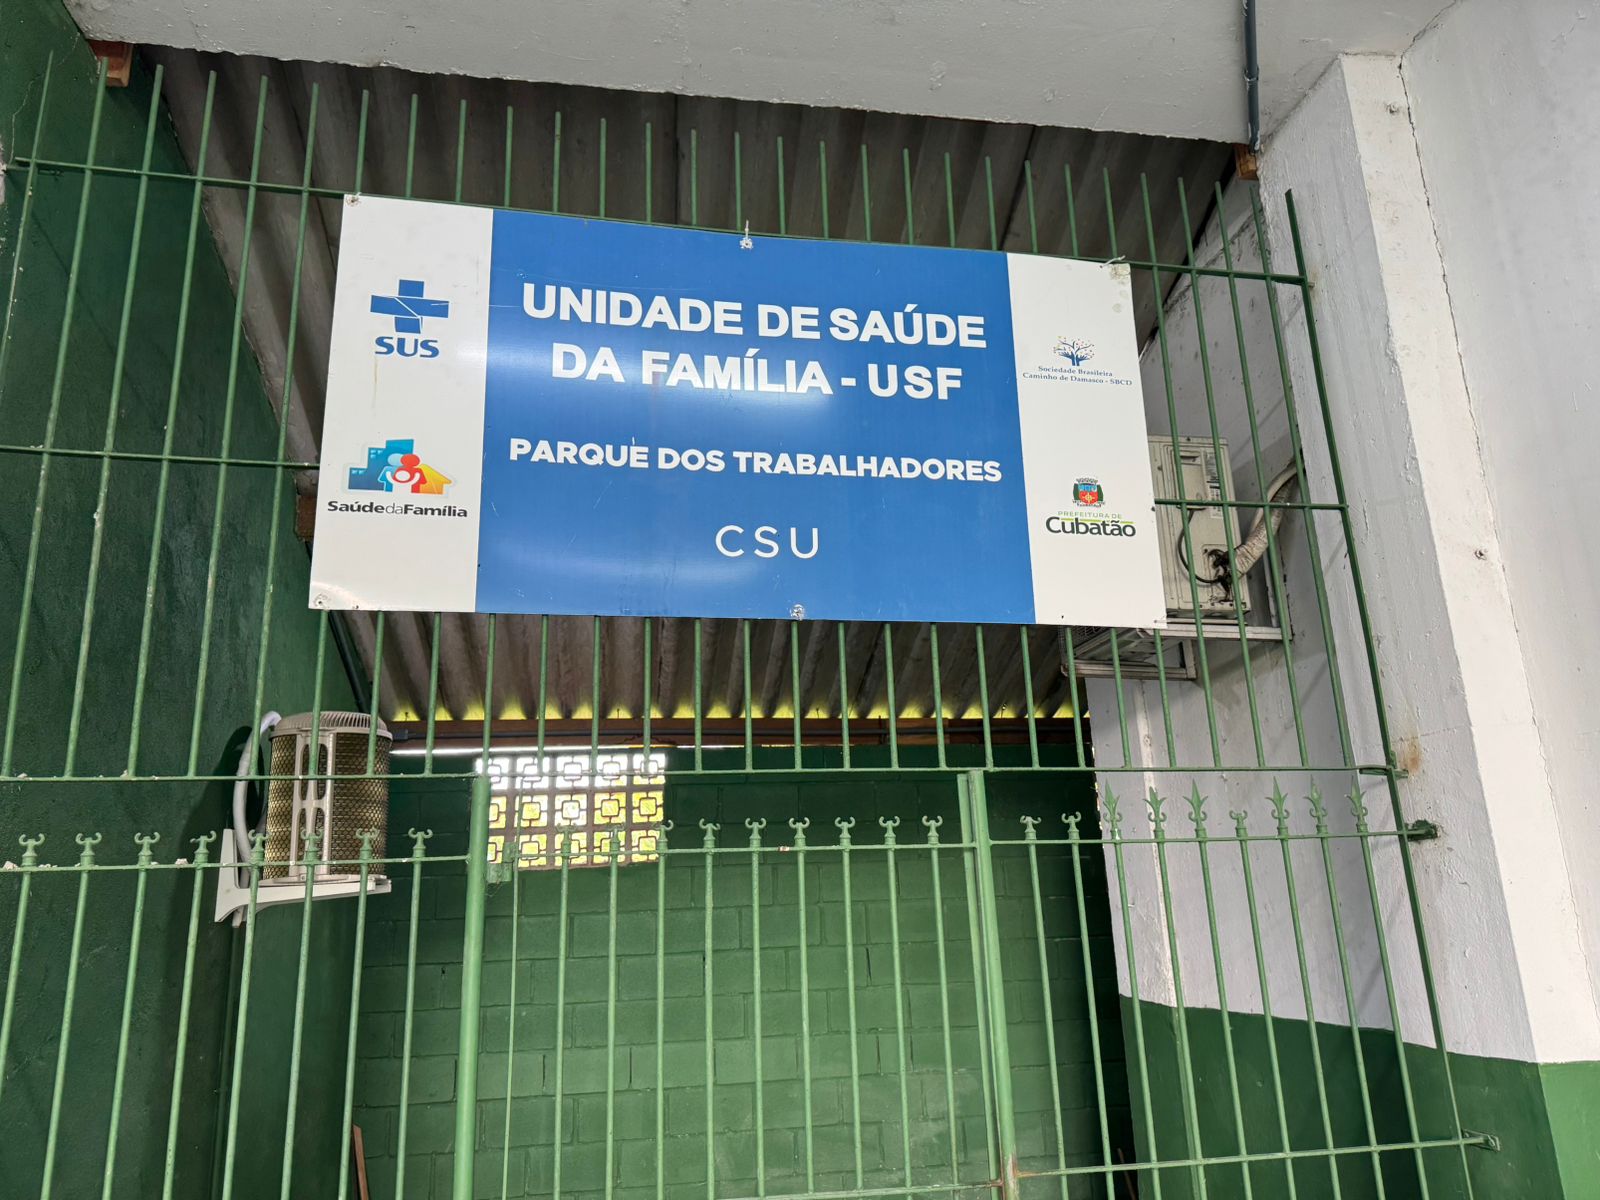 SUS
UNIDADE DE SAÚDE
DA FAMÍLIA - USF
PARQUE DOS TRABALHADORES
CSU
SaúdedaFamília
Sociedade Brasileira
Caminho de Damasco - SBCD
PREFEITURA DE
Cubatão